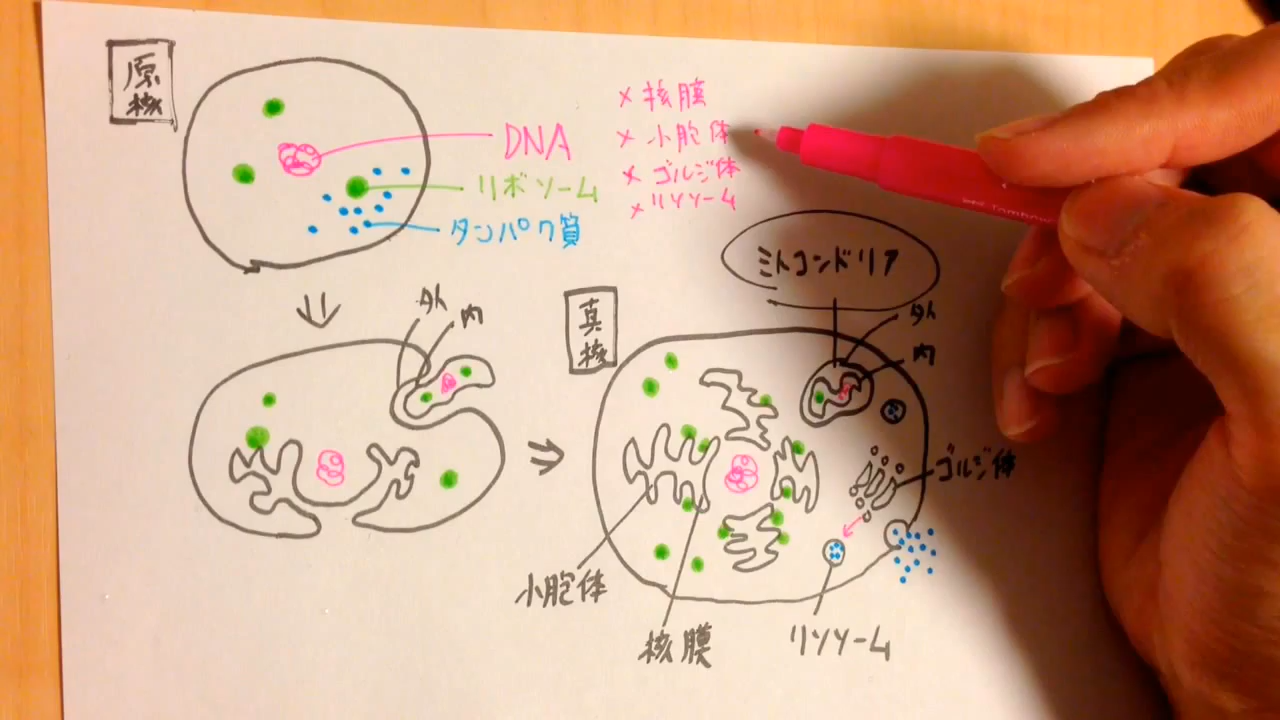 原核
× 核膜
× 小胞体
× ゴルジ体
× リソソーム
DNA
リボソーム
タンパク質
ミトコンドリア
外
内
真核
外
内
ゴルジ体
小胞体
核膜
リソソーム